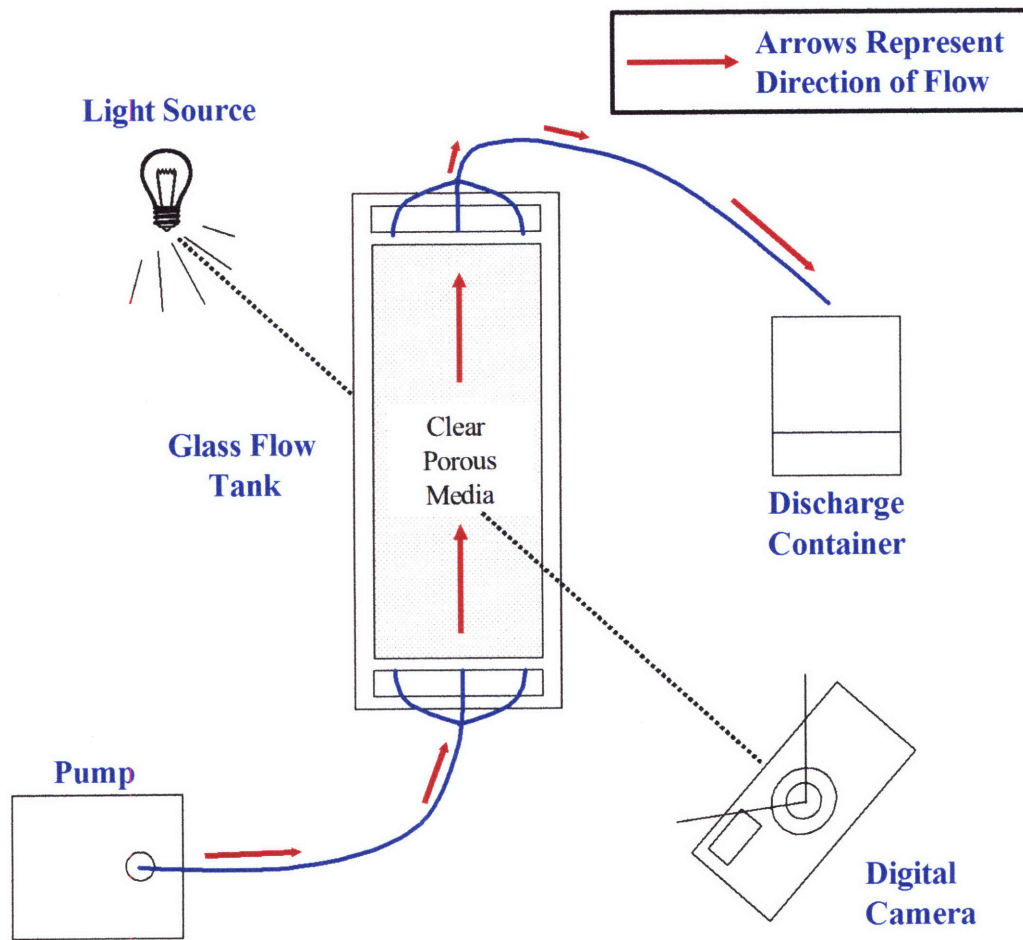 Arrows Represent
Direction of Flow
Light Source
Glass Flow
Tank
Clear
Porous
Media
Discharge
Container
Pump
Digital
Camera